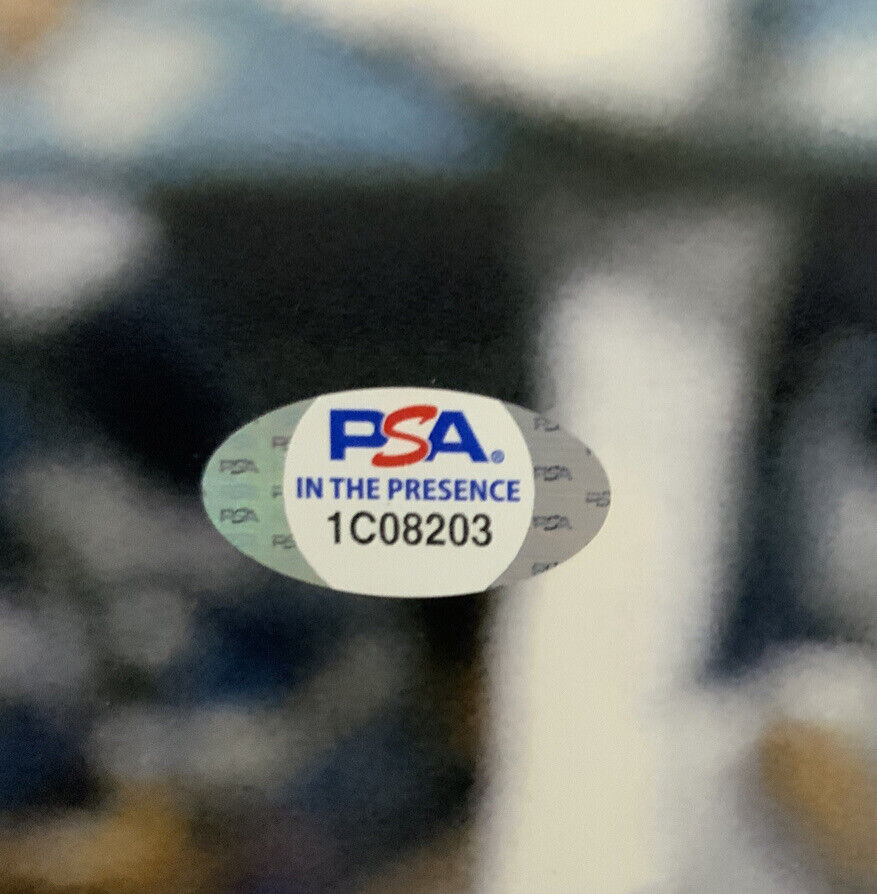 PSA®
IN THE PRESENCE
1C08203